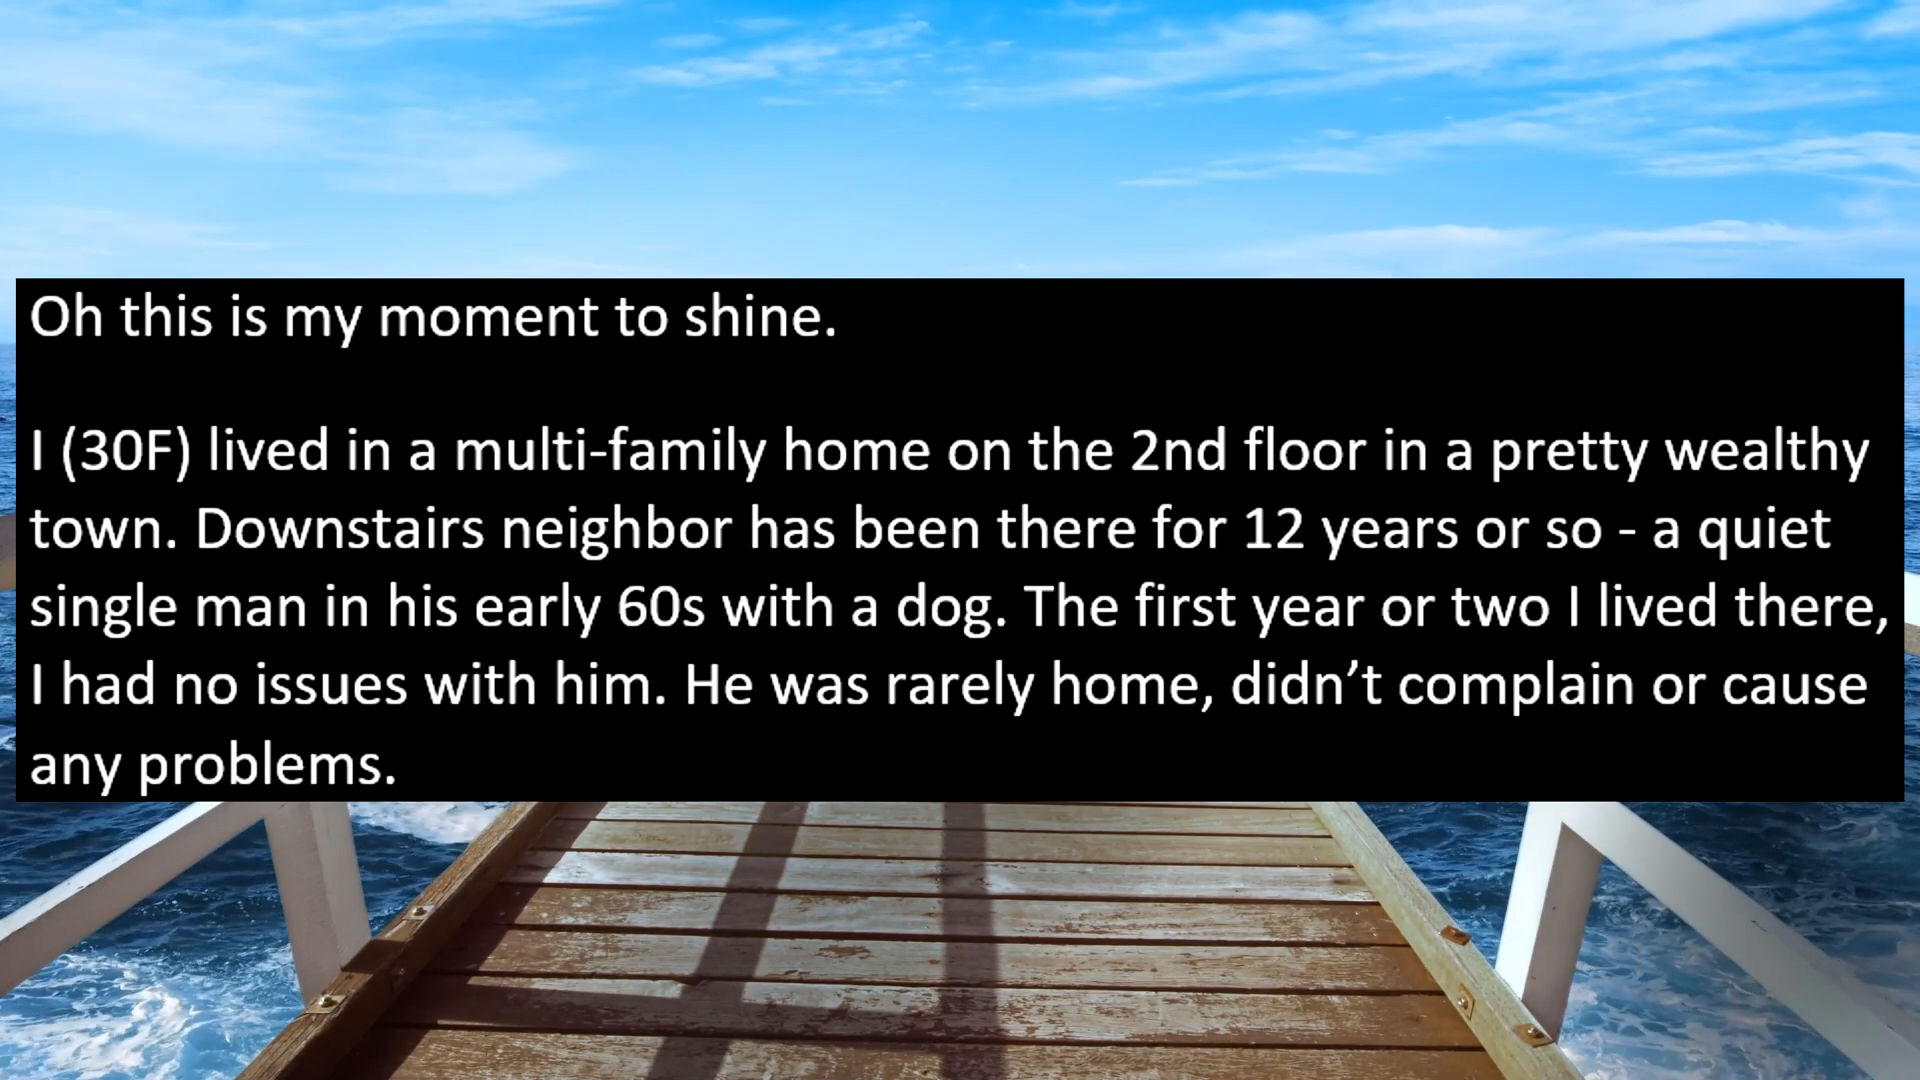 Oh this is my moment to shine.
I (30F) lived in a multi-family home on the 2nd floor in a pretty wealthy
town. Downstairs neighbor has been there for 12 years or so - a quiet
single man in his early 60s with a dog. The first year or two I lived there,
I had no issues with him. He was rarely home, didn’t complain or cause
any problems.